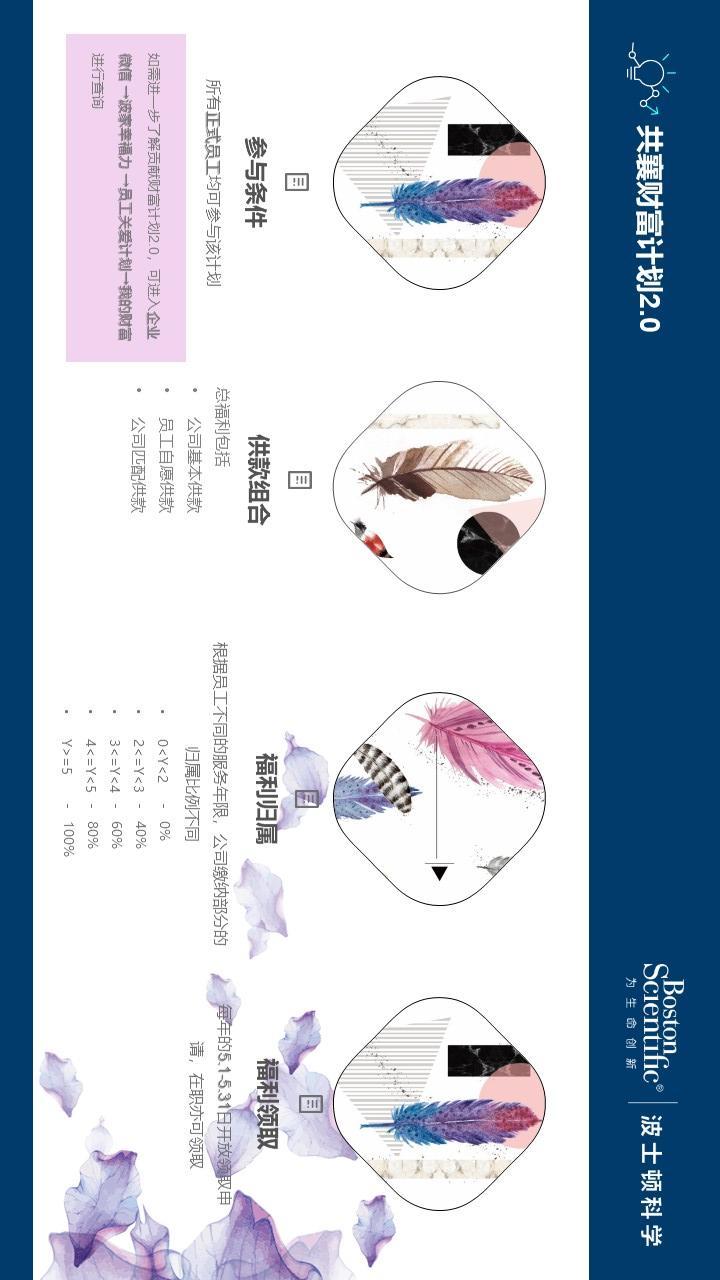 共襄财富计划2.0
Boston
Scientific®
为生命创新
波士顿科学
参与条件
所有正式员工均可参与该计划
如需进一步了解贡献财富计划2.0，可进入企业
微信 →波家幸福力 →员工关爱计划→我的财富
进行查询
供款组合
总福利包括
• 公司基本供款
• 员工自愿供款
• 公司匹配供款
福利归属
根据员工不同的服务年限，公司缴纳部分的
归属比例不同
• 0<Y<2 - 0%
• 2<=Y<3 - 40%
• 3<=Y<4 - 60%
• 4<=Y<5 - 80%
• Y>=5 - 100%
福利领取
每年的5.1-5.31日开放领取申
请，在职亦可领取